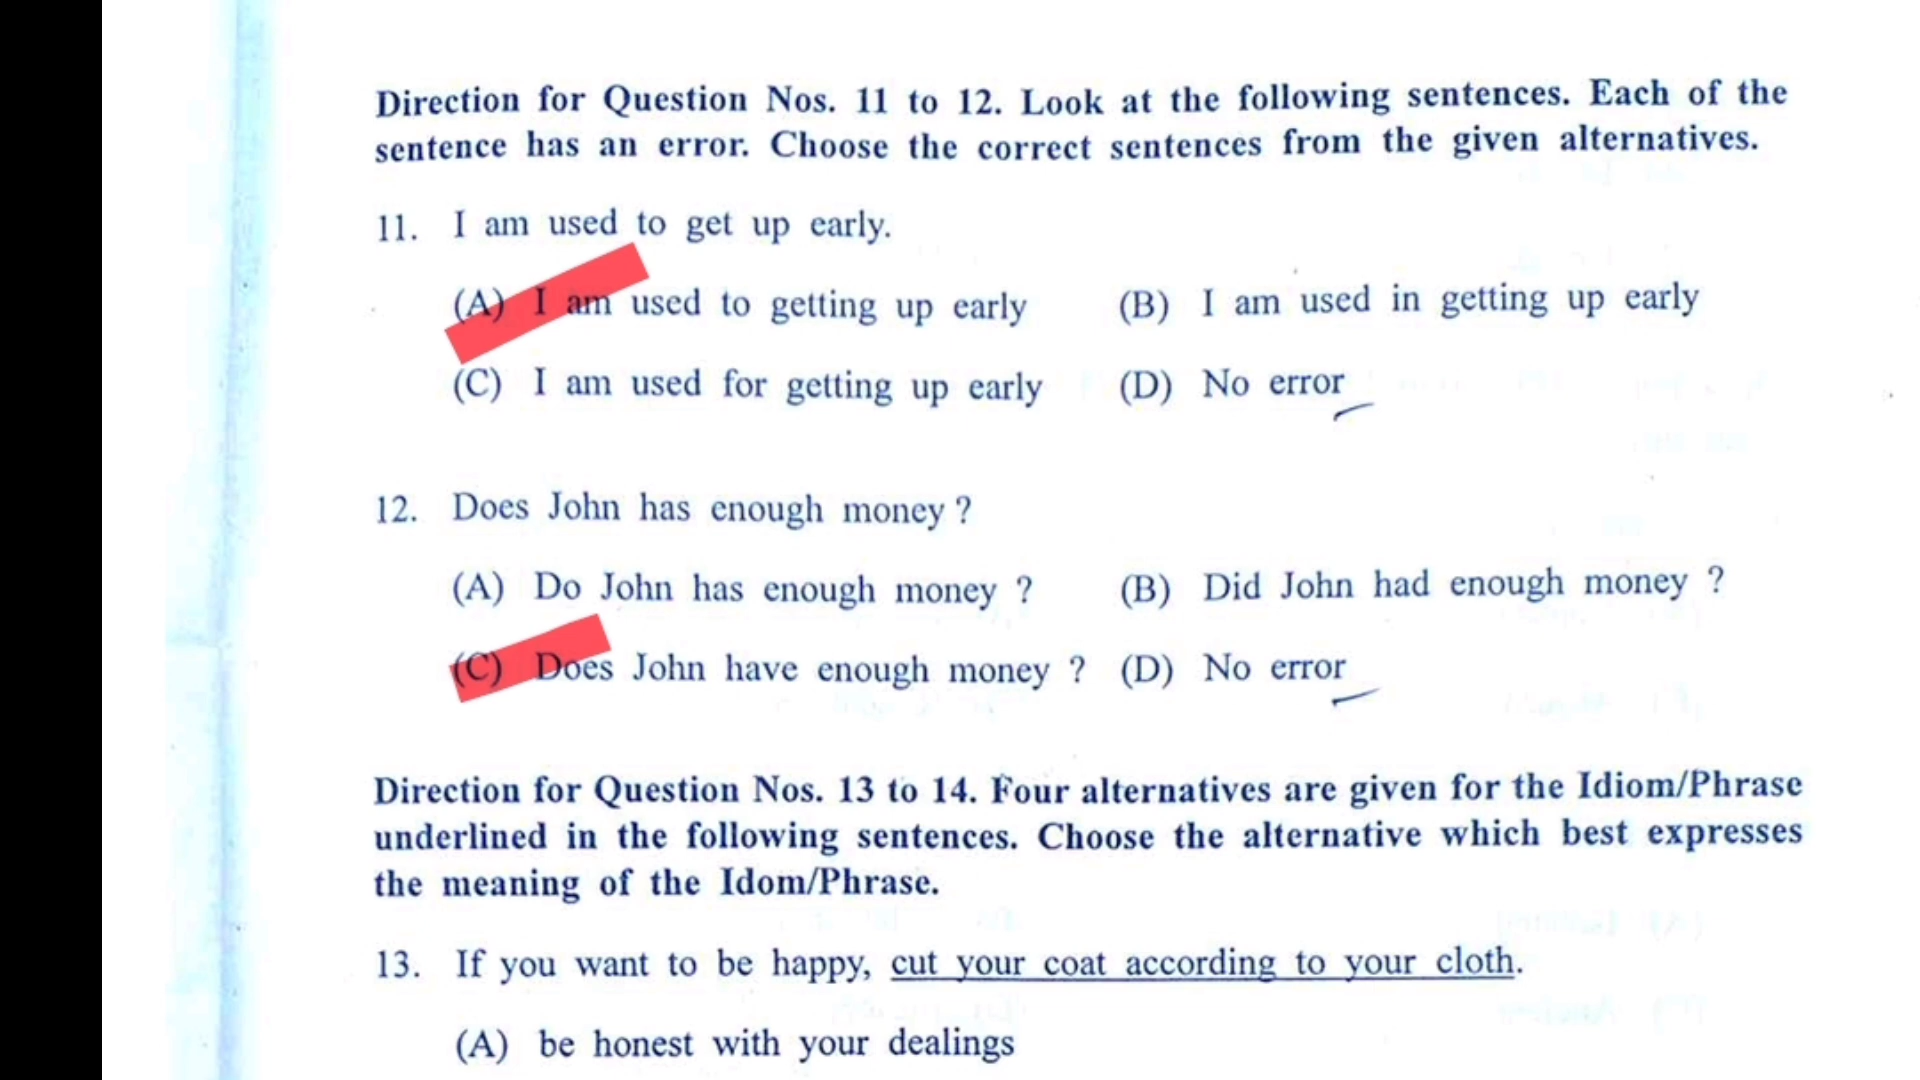 Direction for Question Nos. 11 to 12. Look at the following sentences. Each of the
sentence has an error. Choose the correct sentences from the given alternatives.
11. I am used to get up early.
(A) I am used to getting up early (B) I am used in getting up early
(C) I am used for getting up early (D) No error
12. Does John has enough money ?
(A) Do John has enough money ? (B) Did John had enough money ?
(C) Does John have enough money ? (D) No error
Direction for Question Nos. 13 to 14. Four alternatives are given for the Idiom/Phrase
underlined in the following sentences. Choose the alternative which best expresses
the meaning of the Idom/Phrase.
13. If you want to be happy, cut your coat according to your cloth.
(A) be honest with your dealings